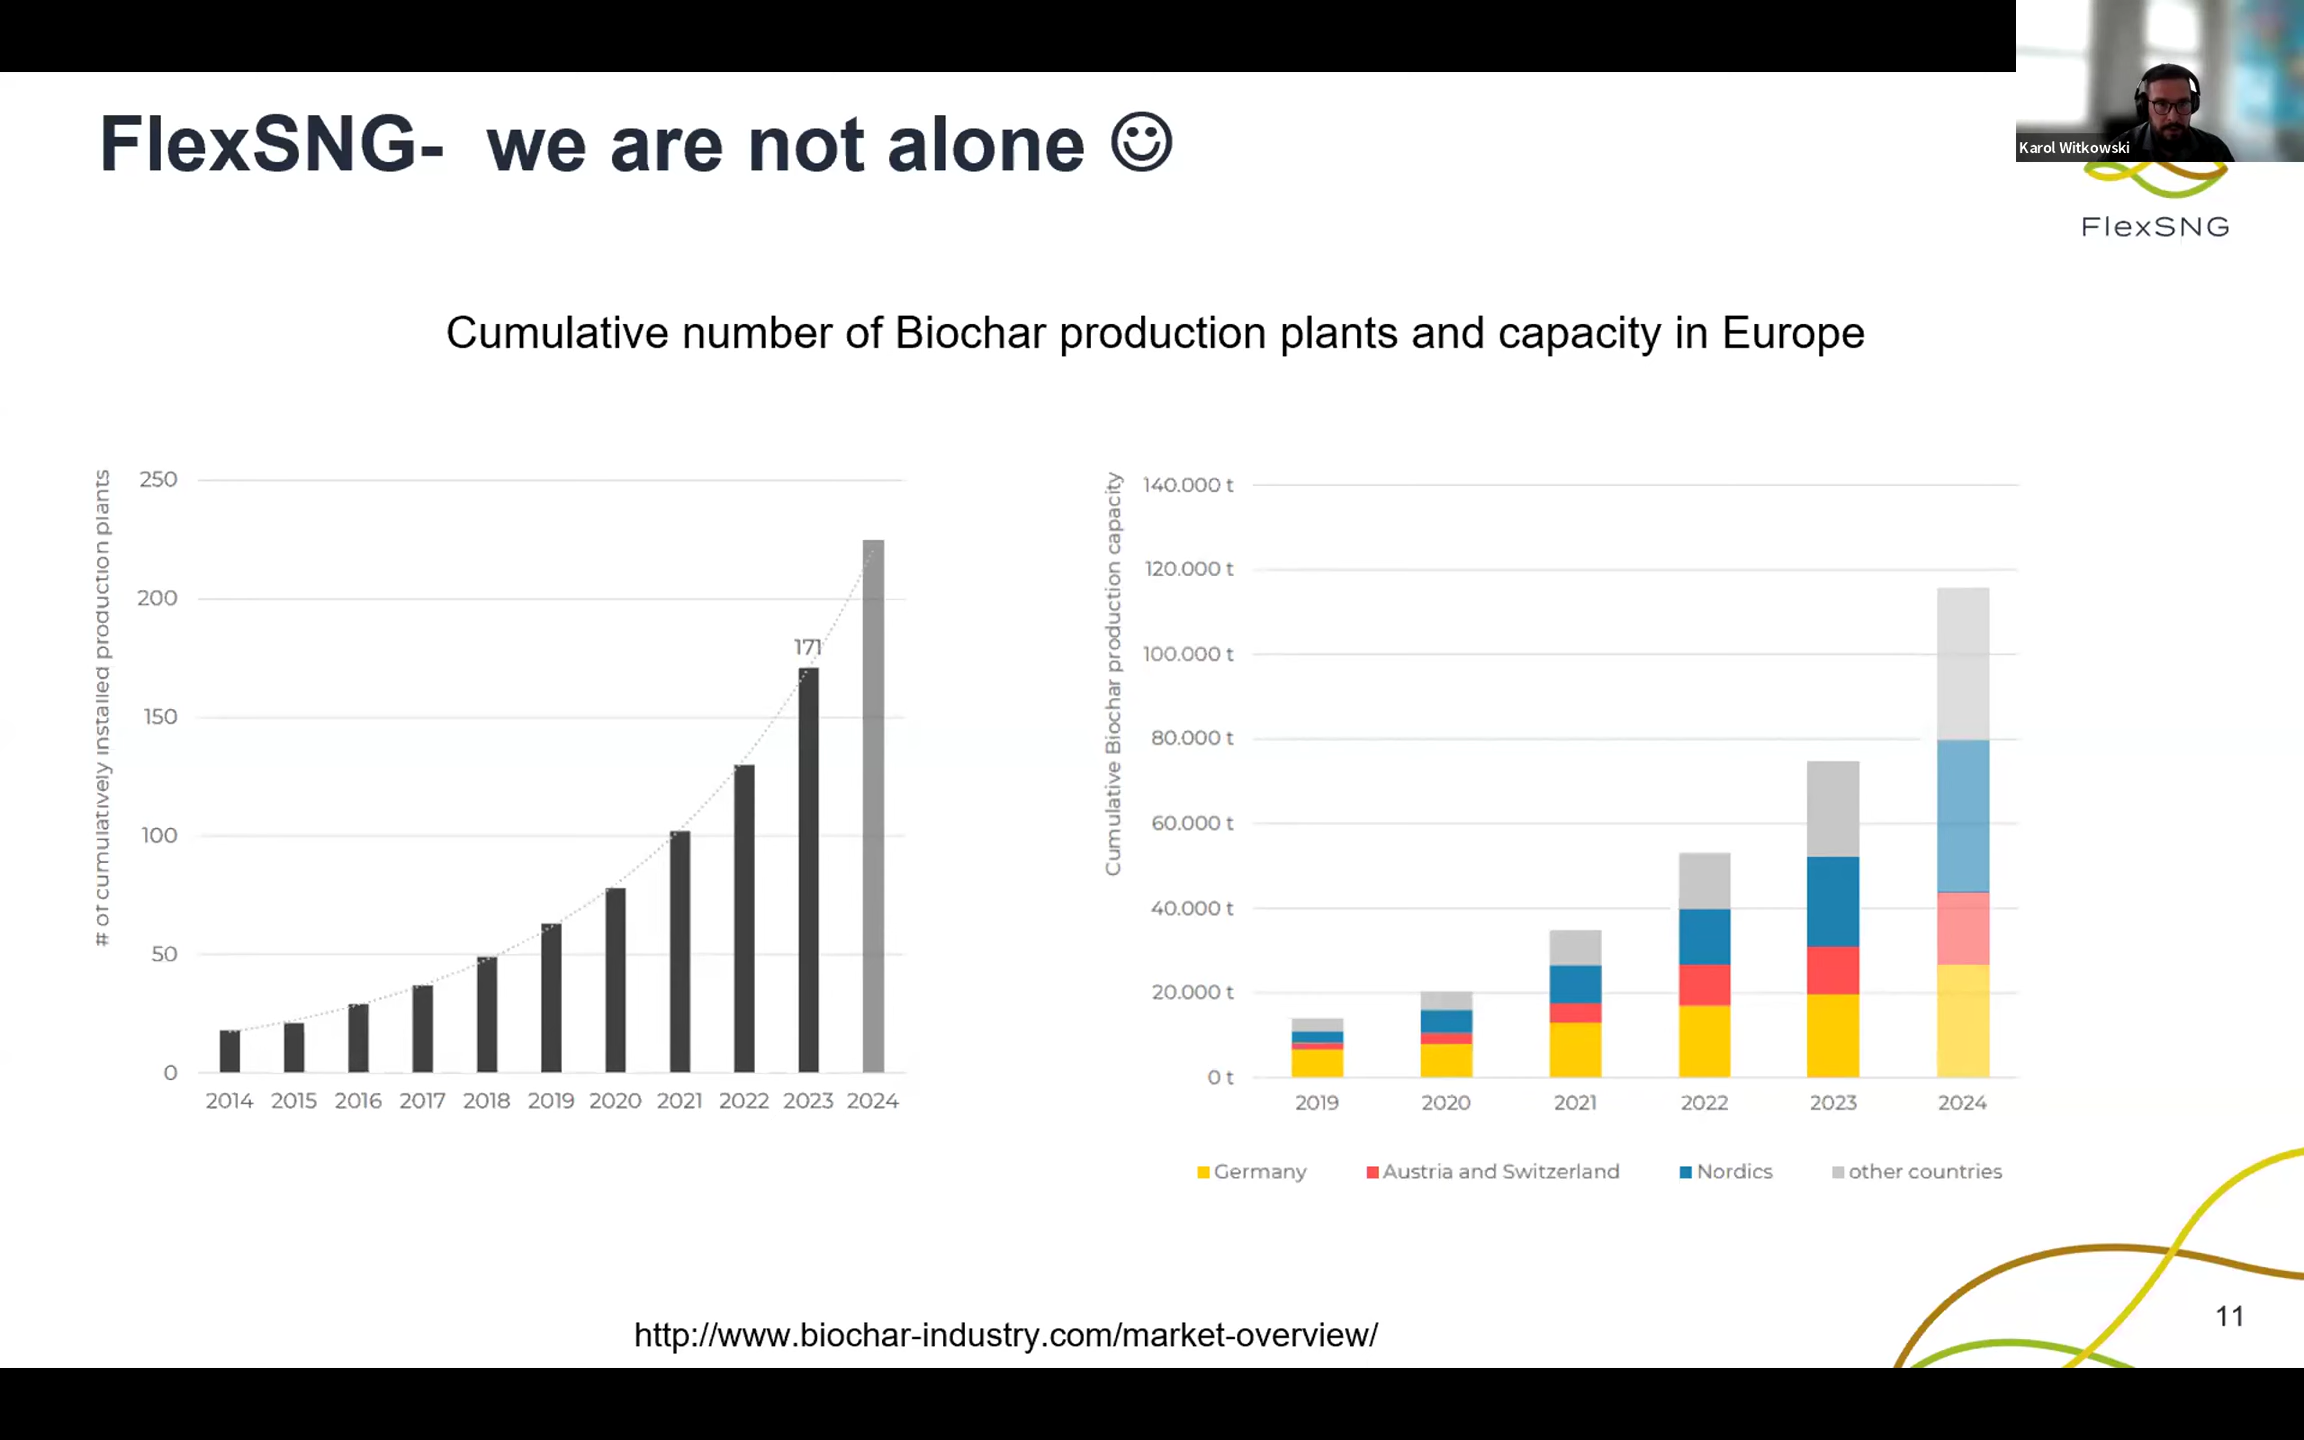 Karol Witkowski
FlexSNG- we are not alone ☺
FlexSNG
Cumulative number of Biochar production plants and capacity in Europe
# of cumulatively installed production plants
250
200
150
100
50
0
171
2014 2015 2016 2017 2018 2019 2020 2021 2022 2023 2024
Cumulative Biochar production capacity
140.000 t
120.000 t
100.000 t
80.000 t
60.000 t
40.000 t
20.000 t
0 t
2019 2020 2021 2022 2023 2024
Germany Austria and Switzerland Nordics other countries
http://www.biochar-industry.com/market-overview/
11